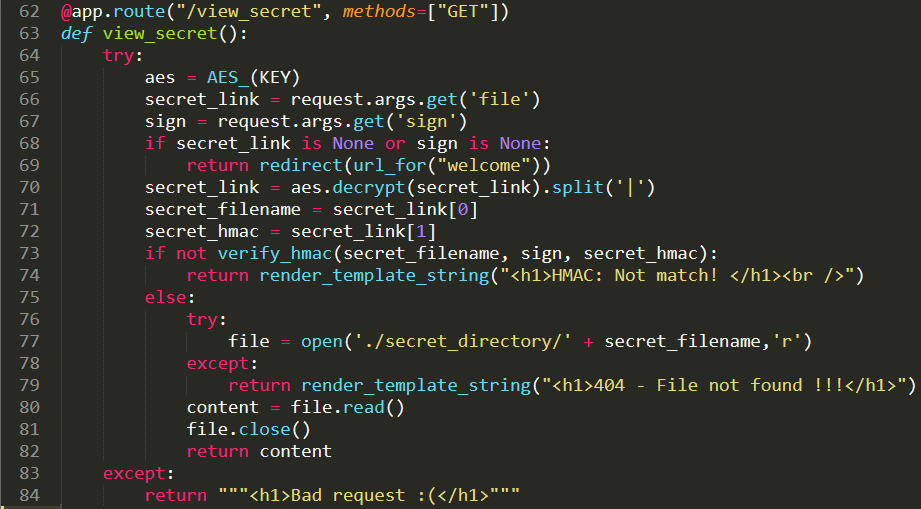 62 @app.route("/view_secret", methods=["GET"])
63 def view_secret():
64     try:
65         aes = AES_(KEY)
66         secret_link = request.args.get('file')
67         sign = request.args.get('sign')
68         if secret_link is None or sign is None:
69             return redirect(url_for("welcome"))
70         secret_link = aes.decrypt(secret_link).split('|')
71         secret_filename = secret_link[0]
72         secret_hmac = secret_link[1]
73         if not verify_hmac(secret_filename, sign, secret_hmac):
74             return render_template_string("<h1>HMAC: Not match! </h1><br />")
75         else:
76             try:
77                 file = open('./secret_directory/' + secret_filename,'r')
78             except:
79                 return render_template_string("<h1>404 - File not found !!!</h1>")
80             content = file.read()
81             file.close()
82             return content
83     except:
84         return """<h1>Bad request :(</h1>"""